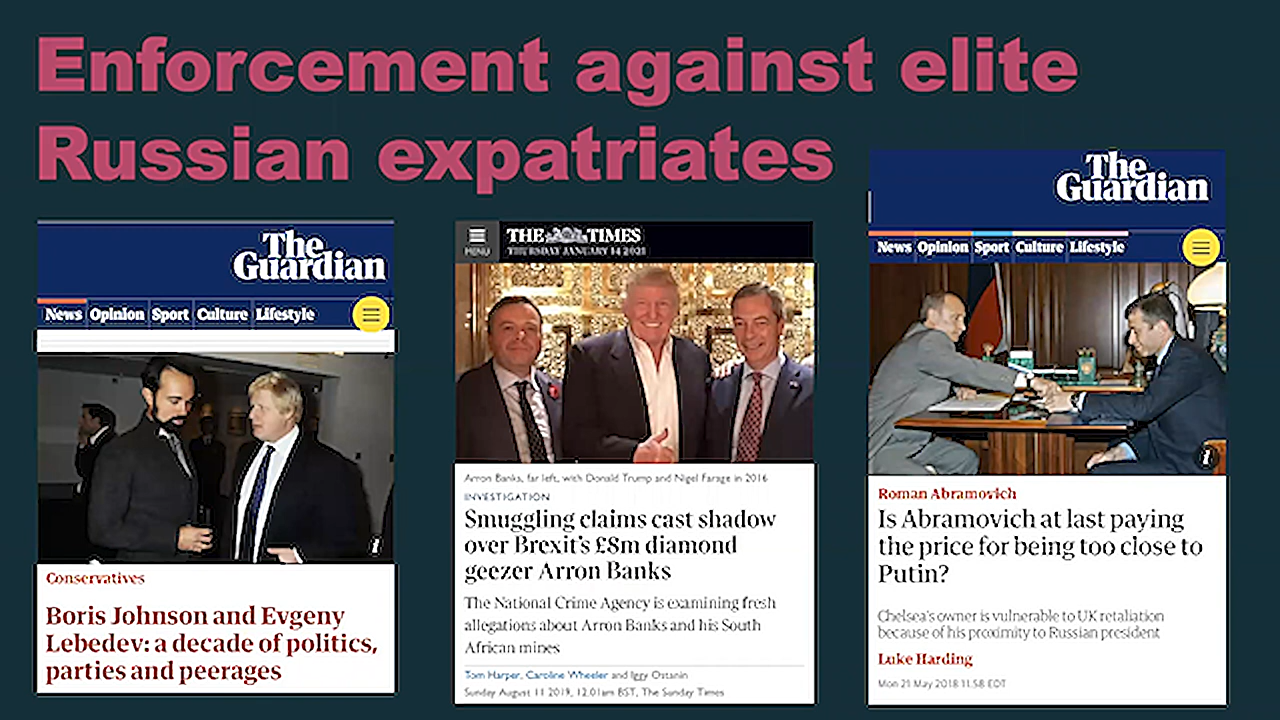 Enforcement against elite
Russian expatriates
The
Guardian
News Opinion Sport Culture Lifestyle
Conservatives
Boris Johnson and Evgeny
Lebedev: a decade of politics,
parties and peerages
MENU
THE TIMES
THURSDAY JANUARY 14 2021
Arron Banks, far left, with Donald Trump and Nigel Farage in 2016
INVESTIGATION
Smuggling claims cast shadow
over Brexit's £8m diamond
geezer Arron Banks
The National Crime Agency is examining fresh
allegations about Arron Banks and his South
African mines
Tom Harper, Caroline Wheeler and Iggy Ostanin
Sunday August 11 2019, 12.01am BST, The Sunday Times
The
Guardian
News Opinion Sport Culture Lifestyle
i
Roman Abramovich
Is Abramovich at last paying
the price for being too close to
Putin?
Chelsea's owner is vulnerable to UK retaliation
because of his proximity to Russian president
Luke Harding
Mon 21 May 2018 11.58 EDT